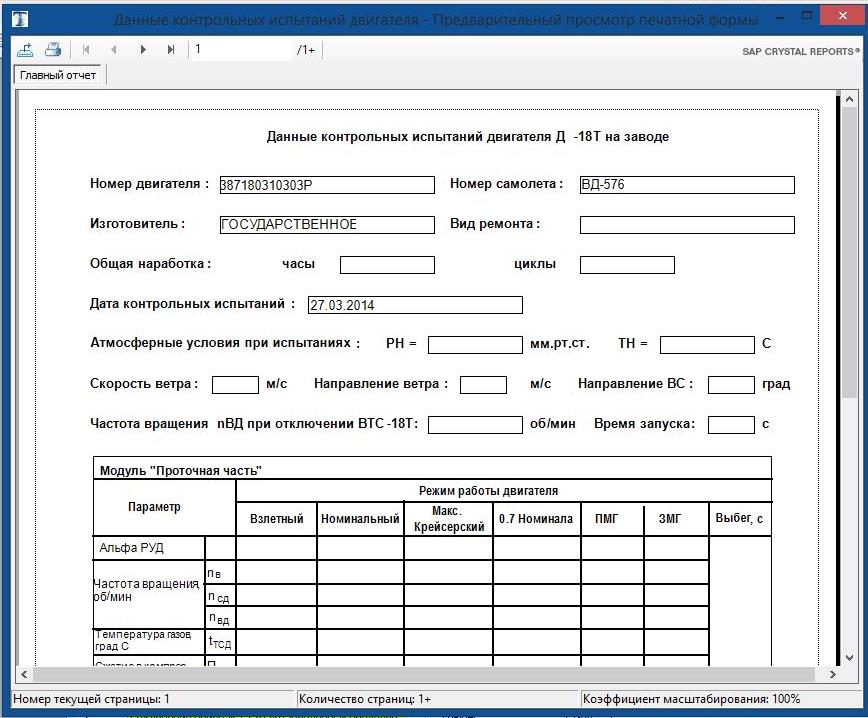 Данные контрольных испытаний двигателя - Предварительный просмотр печатной формы
1 /1+ SAP CRYSTAL REPORTS®
Главный отчет
Данные контрольных испытаний двигателя Д -18Т на заводе
Номер двигателя : 387180310303Р Номер самолета : ВД-576
Изготовитель : ГОСУДАРСТВЕННОЕ Вид ремонта :
Общая наработка : часы циклы
Дата контрольных испытаний : 27.03.2014
Атмосферные условия при испытаниях : РН = мм.рт.ст. ТН = С
Скорость ветра : м/с Направление ветра : м/с Направление ВС : град
Частота вращения nВД при отключении ВТС -18Т: об/мин Время запуска: с
Модуль "Проточная часть"
Параметр Режим работы двигателя
Взлетный Номинальный Макс. Крейсерский 0.7 Номинала ПМГ ЗМГ Выбег, с
Альфа РУД
Частота вращения, об/мин nВ
nСД
nВД
Температура газов, град С tТСД
Номер текущей страницы: 1 Количество страниц: 1+ Коэффициент масштабирования: 100%